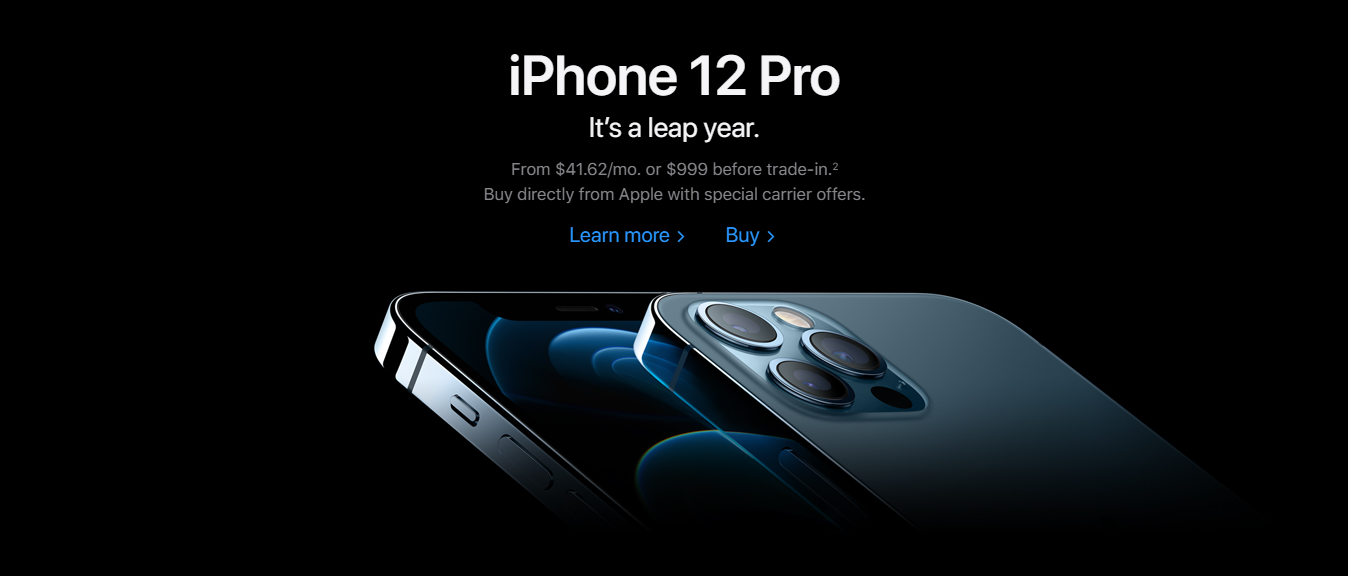 iPhone 12 Pro
It’s a leap year.
From $41.62/mo. or $999 before trade-in.²
Buy directly from Apple with special carrier offers.
Learn more >
Buy >